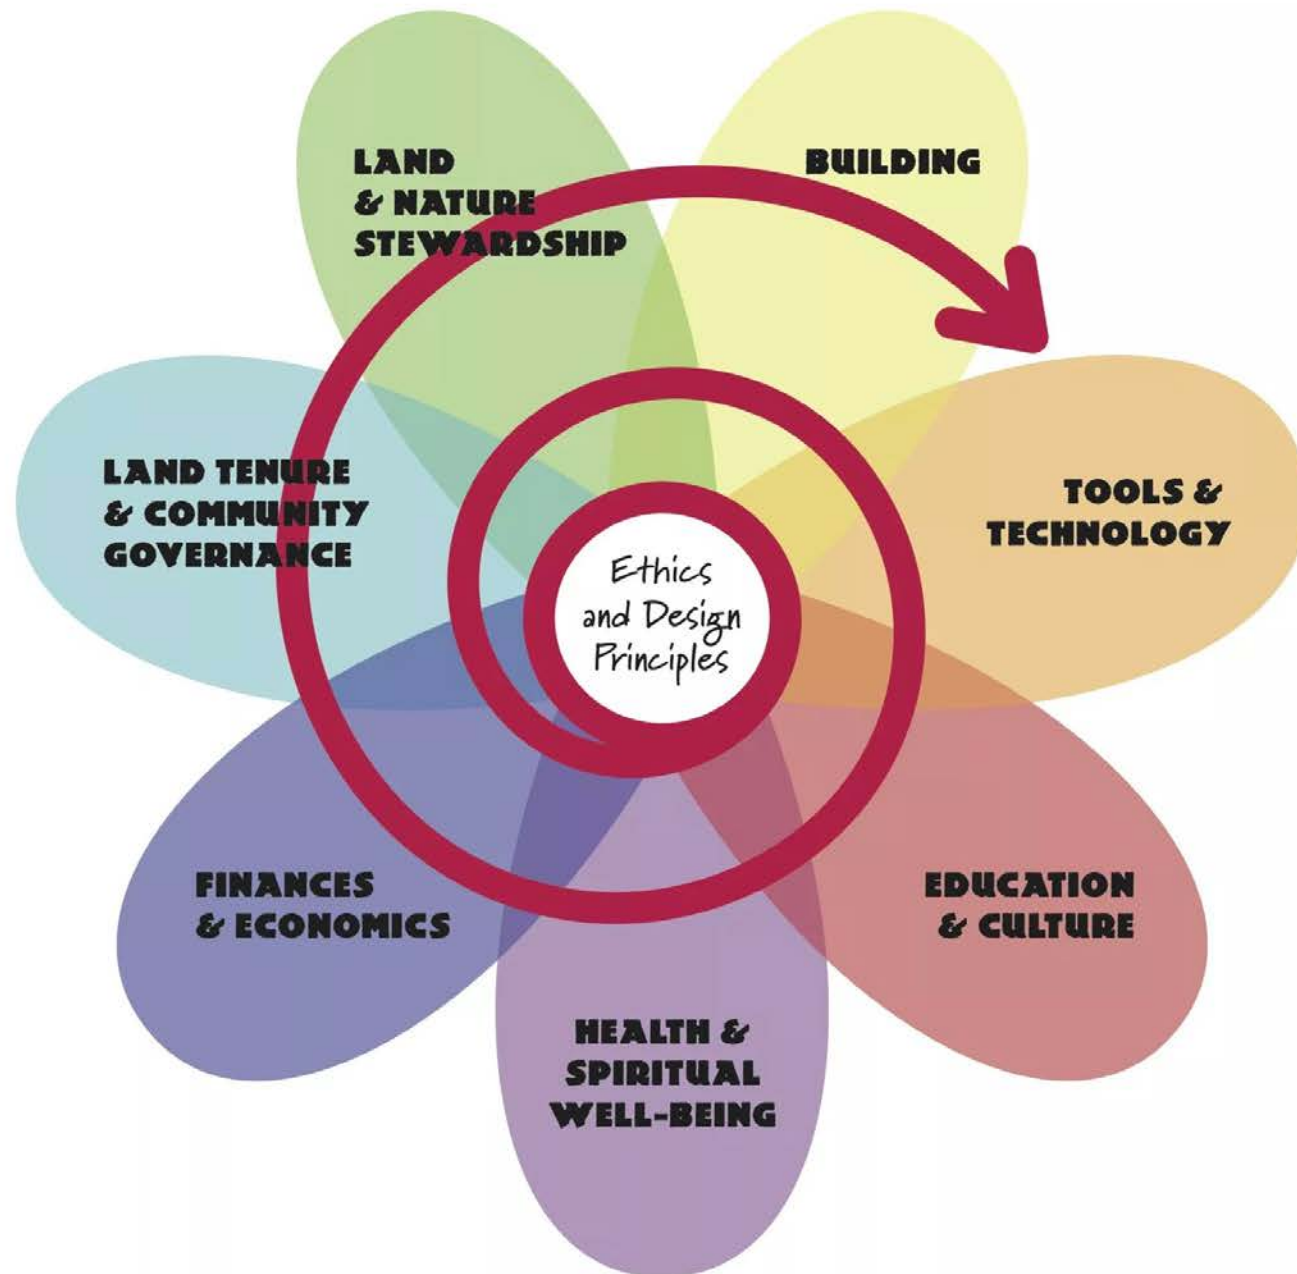 LAND
& NATURE
STEWARDSHIP
BUILDING
LAND TENURE
& COMMUNITY
GOVERNANCE
TOOLS &
TECHNOLOGY
Ethics
and Design
Principles
FINANCES
& ECONOMICS
EDUCATION
& CULTURE
HEALTH &
SPIRITUAL
WELL-BEING